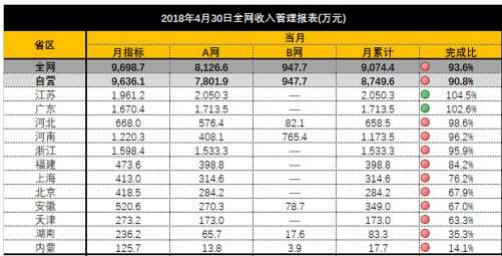 2018年4月30日全网收入管理报表(万元)
省区 当月
月指标 A网 B网 月累计 完成比
全网 9,698.7 8,126.6 947.7 9,074.4 93.6%
自营 9,636.1 7,801.9 947.7 8,749.6 90.8%
江苏 1,961.2 2,050.3 — 2,050.3 104.5%
广东 1,670.4 1,713.5 — 1,713.5 102.6%
河北 668.0 576.4 82.1 658.5 98.6%
河南 1,220.3 408.1 765.4 1,173.5 96.2%
浙江 1,598.4 1,533.3 — 1,533.3 95.9%
福建 473.6 398.8 — 398.8 84.2%
上海 413.0 314.6 — 314.6 76.2%
北京 418.5 284.2 — 284.2 67.9%
安徽 520.6 270.3 78.7 349.0 67.0%
天津 273.2 173.0 — 173.0 63.3%
湖南 236.2 65.7 17.6 83.3 35.3%
内蒙 125.7 13.8 3.9 17.7 14.1%